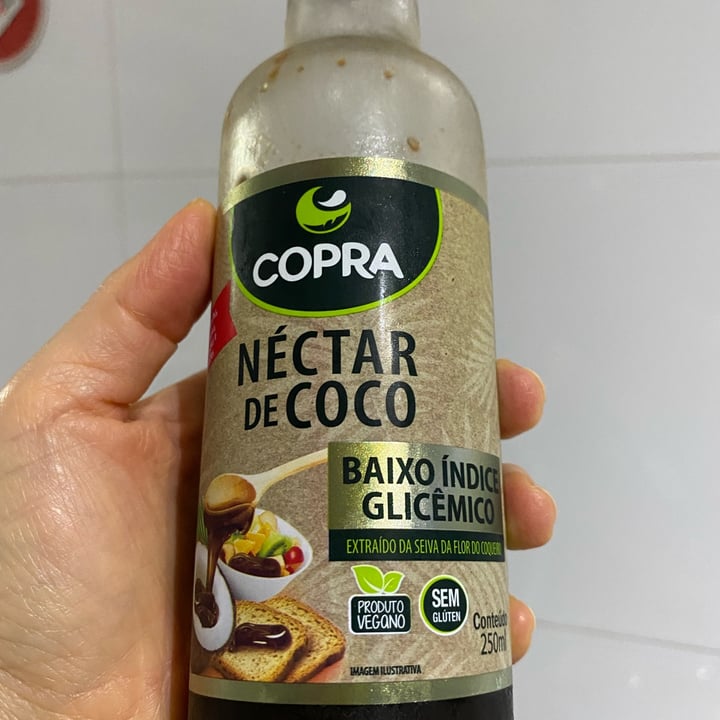 COPRA
NÉCTAR
DE COCO
BAIXO ÍNDICE
GLICÊMICO
EXTRAÍDO DA SEIVA DA FLOR DO COQUEIRO
PRODUTO
VEGANO
SEM
GLÚTEN
Conteúdo
250ml
IMAGEM ILUSTRATIVA